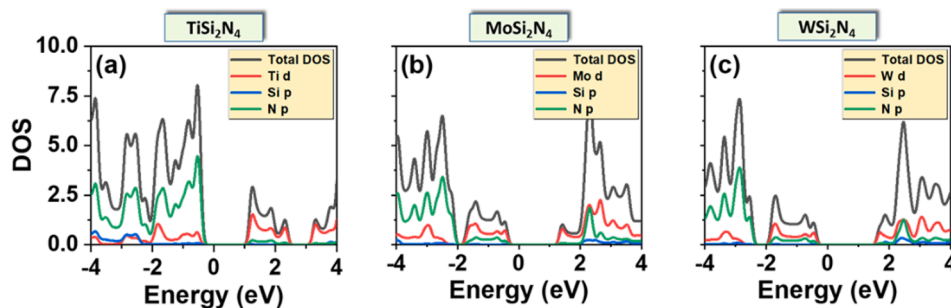 TiSi₂N₄
MoSi₂N₄
WSi₂N₄
DOS
10.0
7.5
5.0
2.5
0.0
(a)
Total DOS
Ti d
Si p
N p
-4 -2 0 2 4
Energy (eV)
(b)
Total DOS
Mo d
Si p
N p
-4 -2 0 2 4
Energy (eV)
(c)
Total DOS
W d
Si p
N p
-4 -2 0 2 4
Energy (eV)